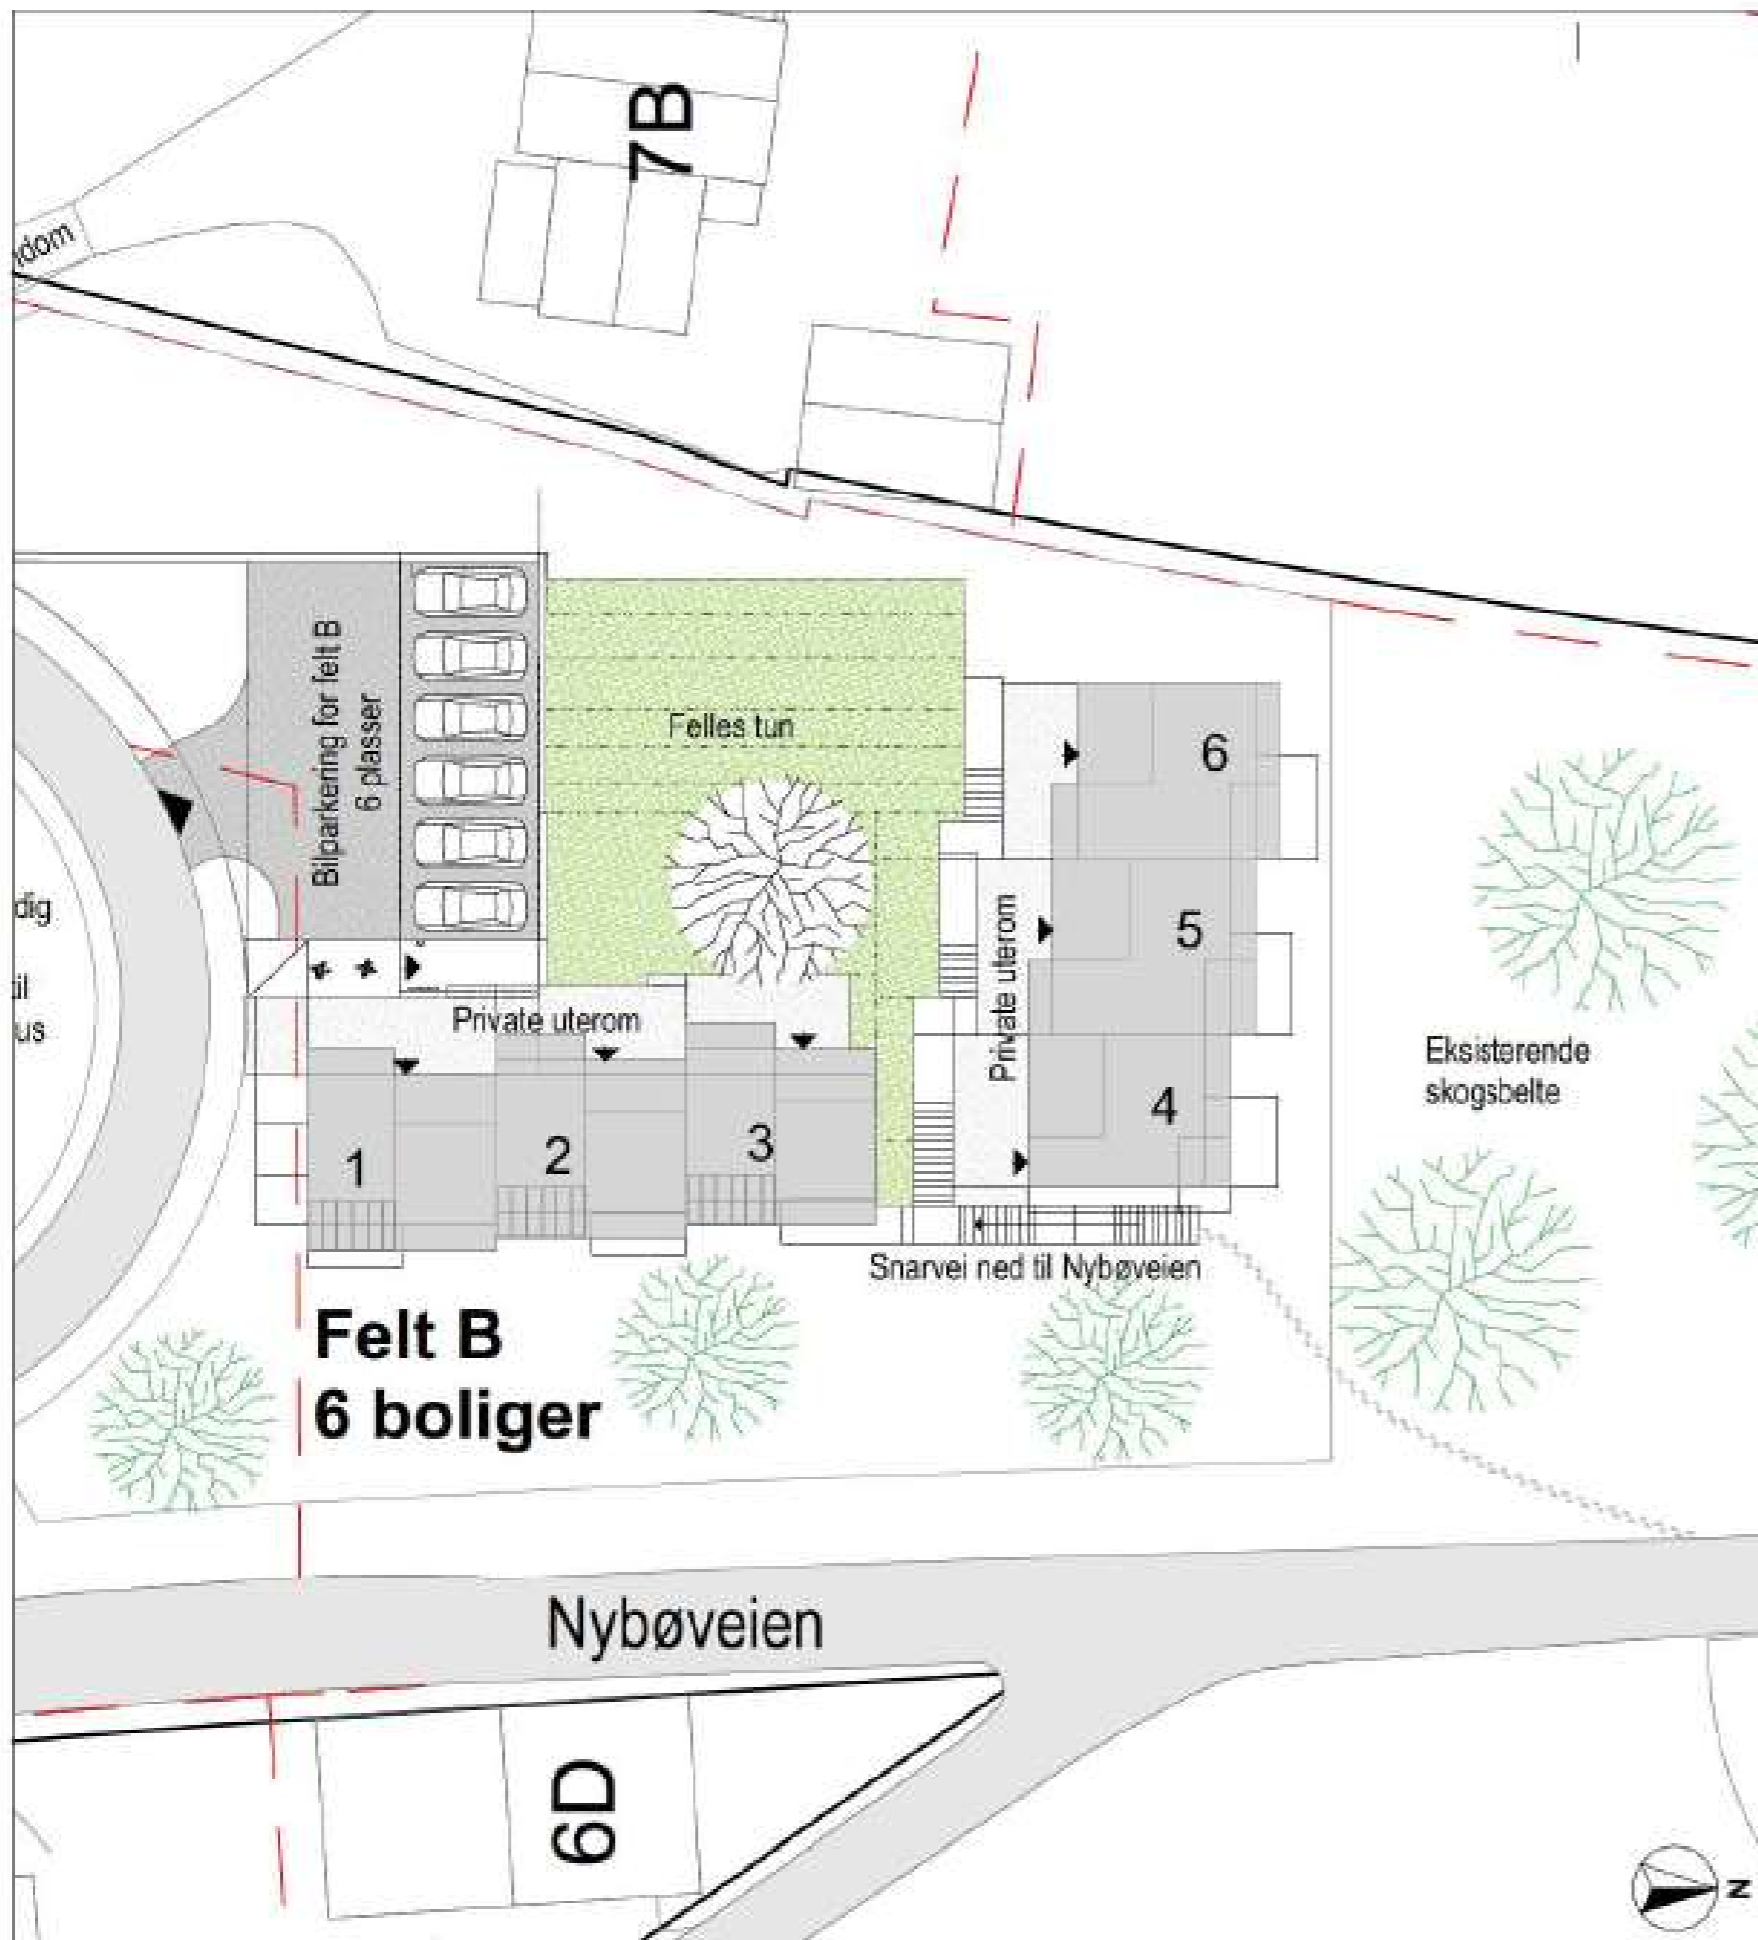 7B
dom
Bilparkering for felt B
6 plasser
Felles tun
6
dig
til
us
5
Private uterom
Private uterom
Eksisterende
skogsbelte
4
1
2
3
Snarvei ned til Nybøveien
Felt B
6 boliger
Nybøveien
6D
N